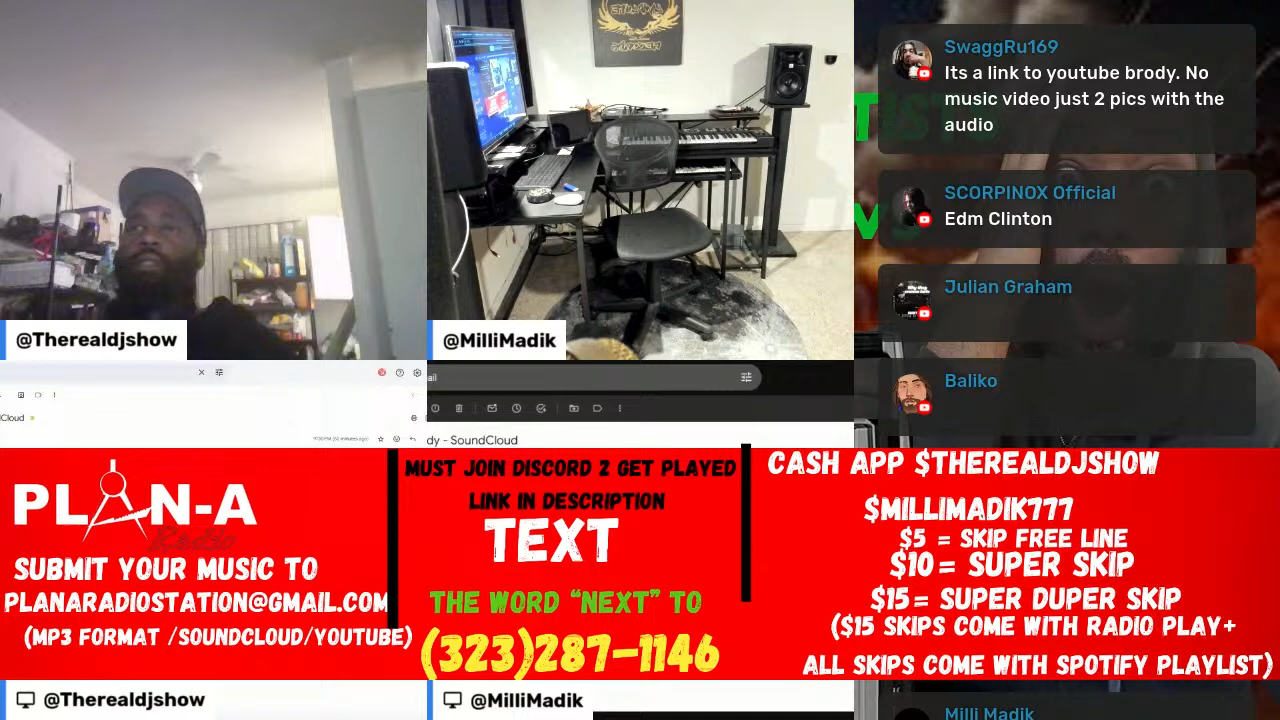 @Therealdjshow
@MilliMadik
SwaggRu169
Its a link to youtube brody. No
music video just 2 pics with the
audio
SCORPINOX Official
Edm Clinton
Julian Graham
Baliko
dCloud
ail
dy - SoundCloud
PLAN-A
Radio
SUBMIT YOUR MUSIC TO
PLANARADIOSTATION@GMAIL.COM
(MP3 FORMAT /SOUNDCLOUD/YOUTUBE)
MUST JOIN DISCORD 2 GET PLAYED
LINK IN DESCRIPTION
TEXT
THE WORD “NEXT” TO
(323)287-1146
CASH APP $THEREALDJSHOW
$MILLIMADIK777
$5 = SKIP FREE LINE
$10 = SUPER SKIP
$15 = SUPER DUPER SKIP
($15 SKIPS COME WITH RADIO PLAY+
ALL SKIPS COME WITH SPOTIFY PLAYLIST)
@Therealdjshow
@MilliMadik
Milli Madik